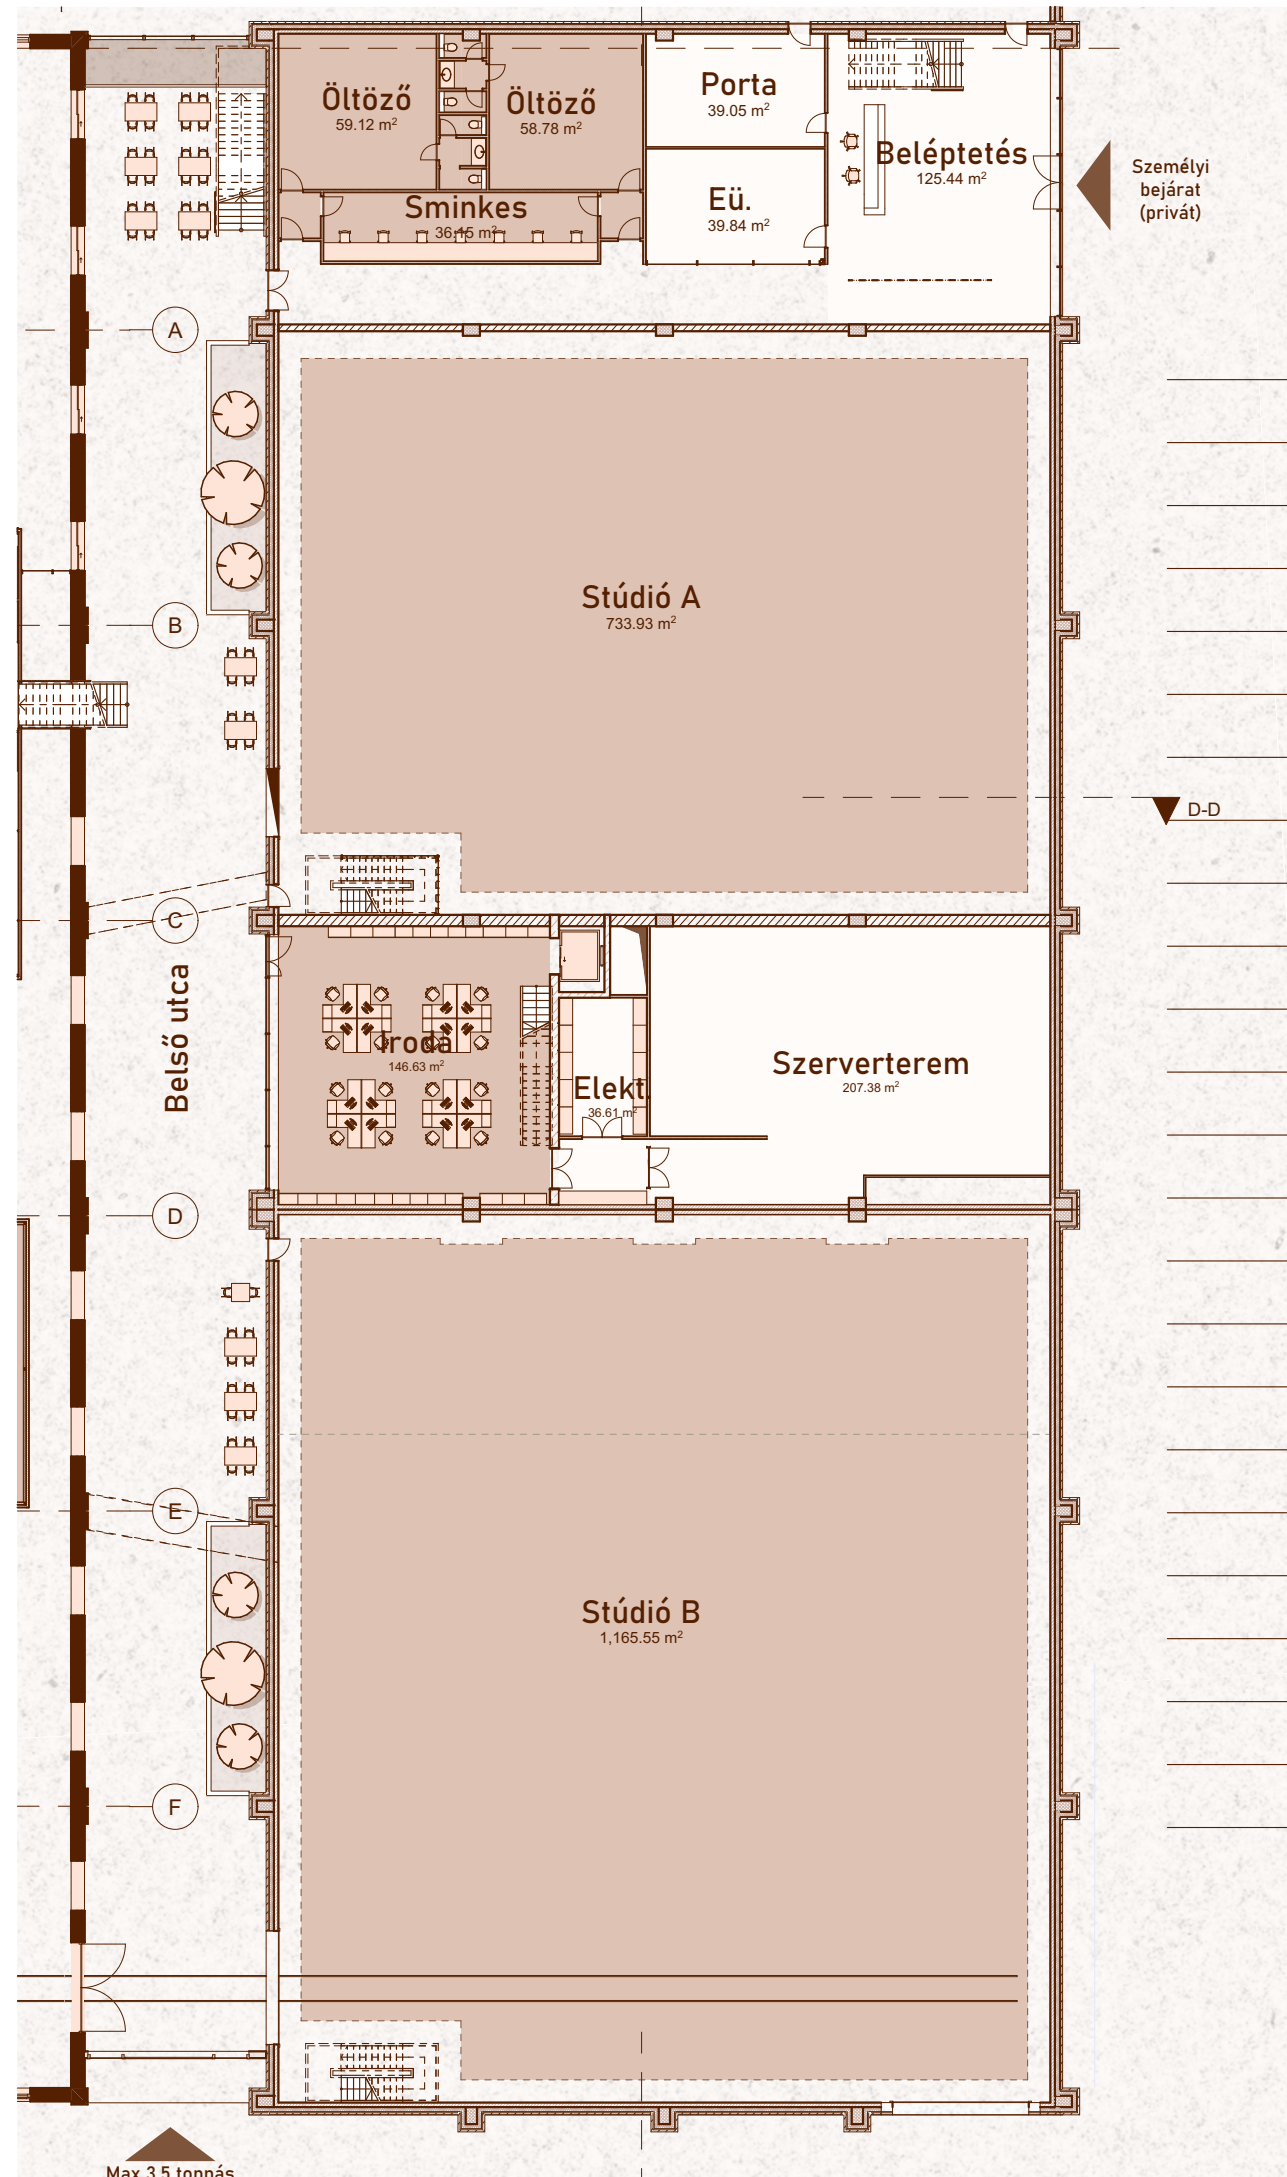 Öltöző
59.12 m²
Öltöző
58.78 m²
Porta
39.05 m²
Beléptetés
125.44 m²
Személyi
bejárat
(privát)
Sminkes
36.15 m²
Eü.
39.84 m²
A
Stúdió A
733.93 m²
B
D-D
C
Belső utca
Iroda
146.63 m²
Elekt.
36.61 m²
Szerverterem
207.38 m²
D
E
Stúdió B
1,165.55 m²
F
Max 3,5 tonnás